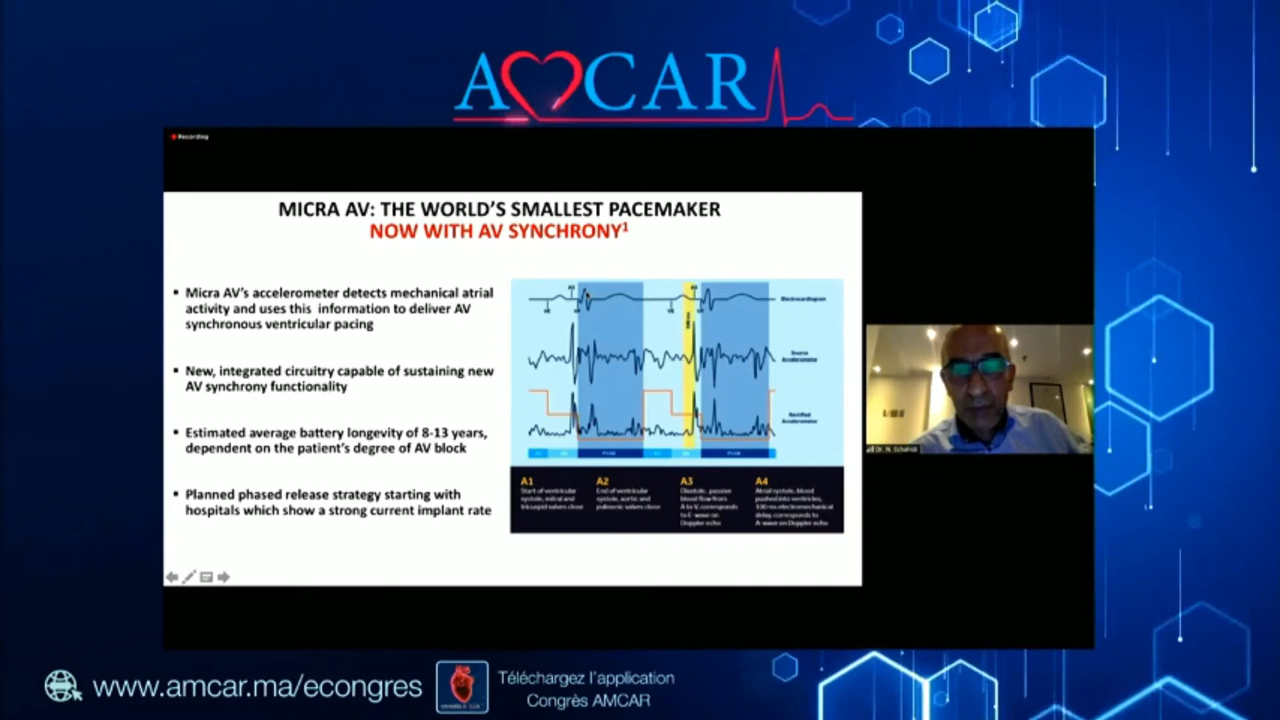 AMCAR
Recording
MICRA AV: THE WORLD'S SMALLEST PACEMAKER
NOW WITH AV SYNCHRONY1
▪ Micra AV's accelerometer detects mechanical atrial
activity and uses this information to deliver AV
synchronous ventricular pacing
▪ New, integrated circuitry capable of sustaining new
AV synchrony functionality
▪ Estimated average battery longevity of 8-13 years,
dependent on the patient's degree of AV block
▪ Planned phased release strategy starting with
hospitals which show a strong current implant rate
Electrocardiogram
Source
Accelerometer
Rectified
Accelerometer
A1
Start of ventricular
systole, mitral and
tricuspid valves close
A2
End of ventricular
systole, aortic and
pulmonic valves close
A3
Diastole, passive
blood flow from
A to V, corresponds
to E-wave on
Doppler echo
A4
Atrial systole, blood
pushed into ventricles,
100 ms electromechanical
delay, corresponds to
A-wave on Doppler echo
www.amcar.ma/econgres
Téléchargez l'application
Congrès AMCAR